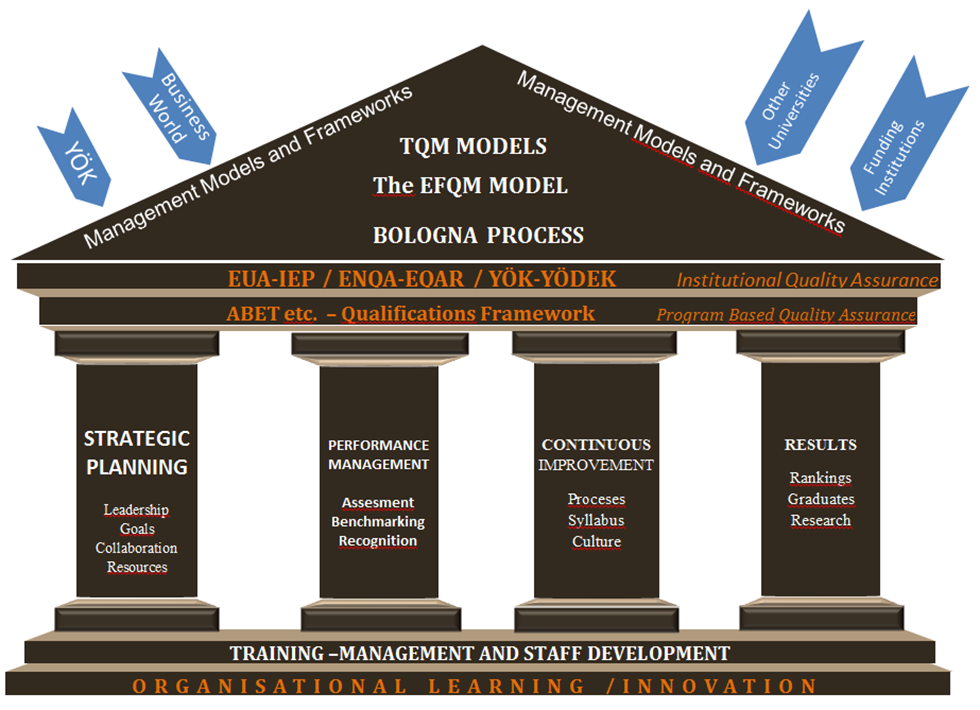 YÖK
Business
World
Other
Universities
Funding
Institutions
Management Models and Frameworks
Management Models and Frameworks
TQM MODELS
The EFQM MODEL
BOLOGNA PROCESS
EUA-IEP / ENQA-EQAR / YÖK-YÖDEK Institutional Quality Assurance
ABET etc. – Qualifications Framework Program Based Quality Assurance
STRATEGIC
PLANNING
Leadership
Goals
Collaboration
Resources
PERFORMANCE
MANAGEMENT
Assesment
Benchmarking
Recognition
CONTINUOUS
IMPROVEMENT
Proceses
Syllabus
Culture
RESULTS
Rankings
Graduates
Research
TRAINING –MANAGEMENT AND STAFF DEVELOPMENT
ORGANISATIONAL LEARNING /INNOVATION